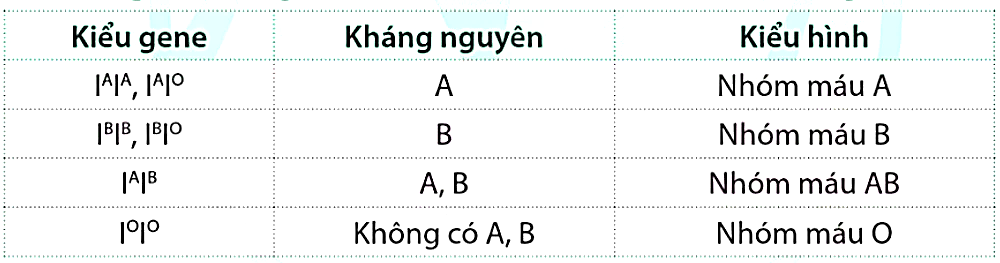 Kiểu gene Kháng nguyên Kiểu hình
IᴬIᴬ, IᴬIᴼ A Nhóm máu A
IᴮIᴮ, IᴮIᴼ B Nhóm máu B
IᴬIᴮ A, B Nhóm máu AB
IᴼIᴼ Không có A, B Nhóm máu O